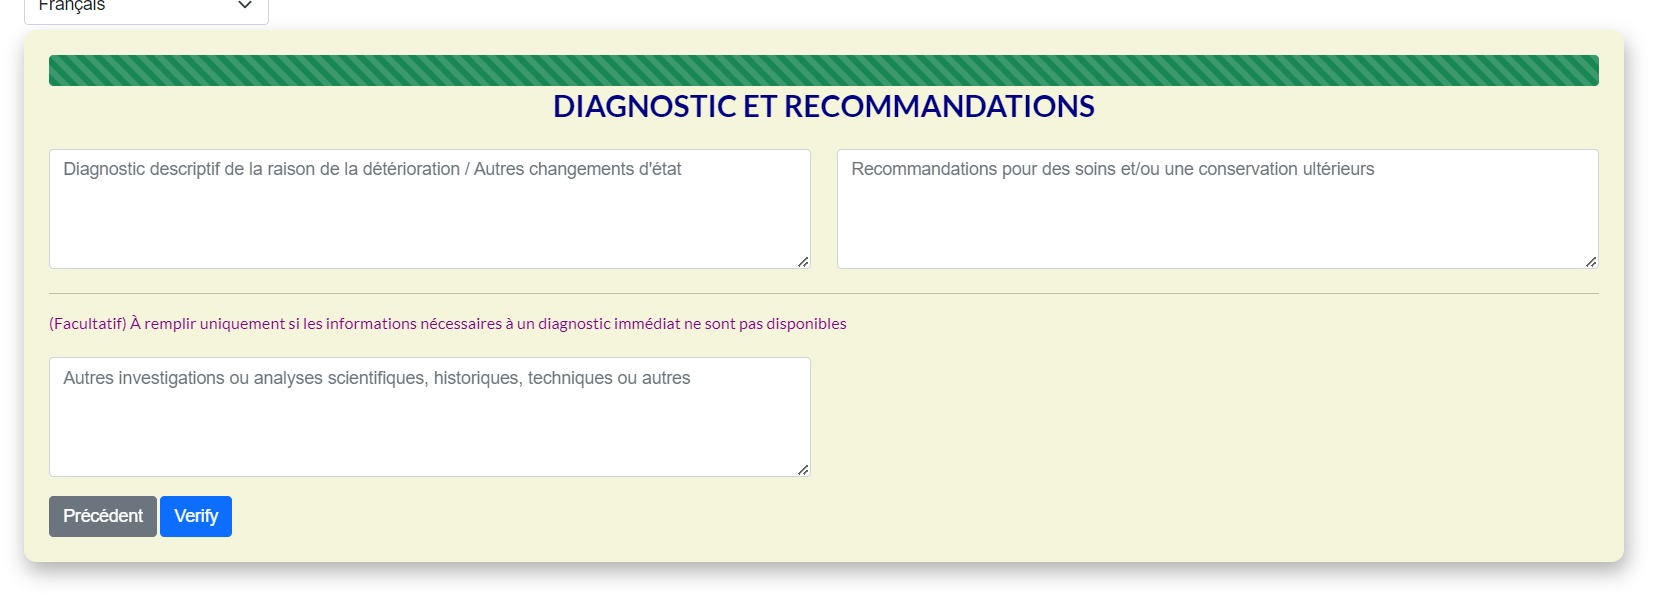 Français
DIAGNOSTIC ET RECOMMANDATIONS
Diagnostic descriptif de la raison de la détérioration / Autres changements d'état
Recommandations pour des soins et/ou une conservation ultérieurs
(Facultatif) À remplir uniquement si les informations nécessaires à un diagnostic immédiat ne sont pas disponibles
Autres investigations ou analyses scientifiques, historiques, techniques ou autres
Précédent Verify